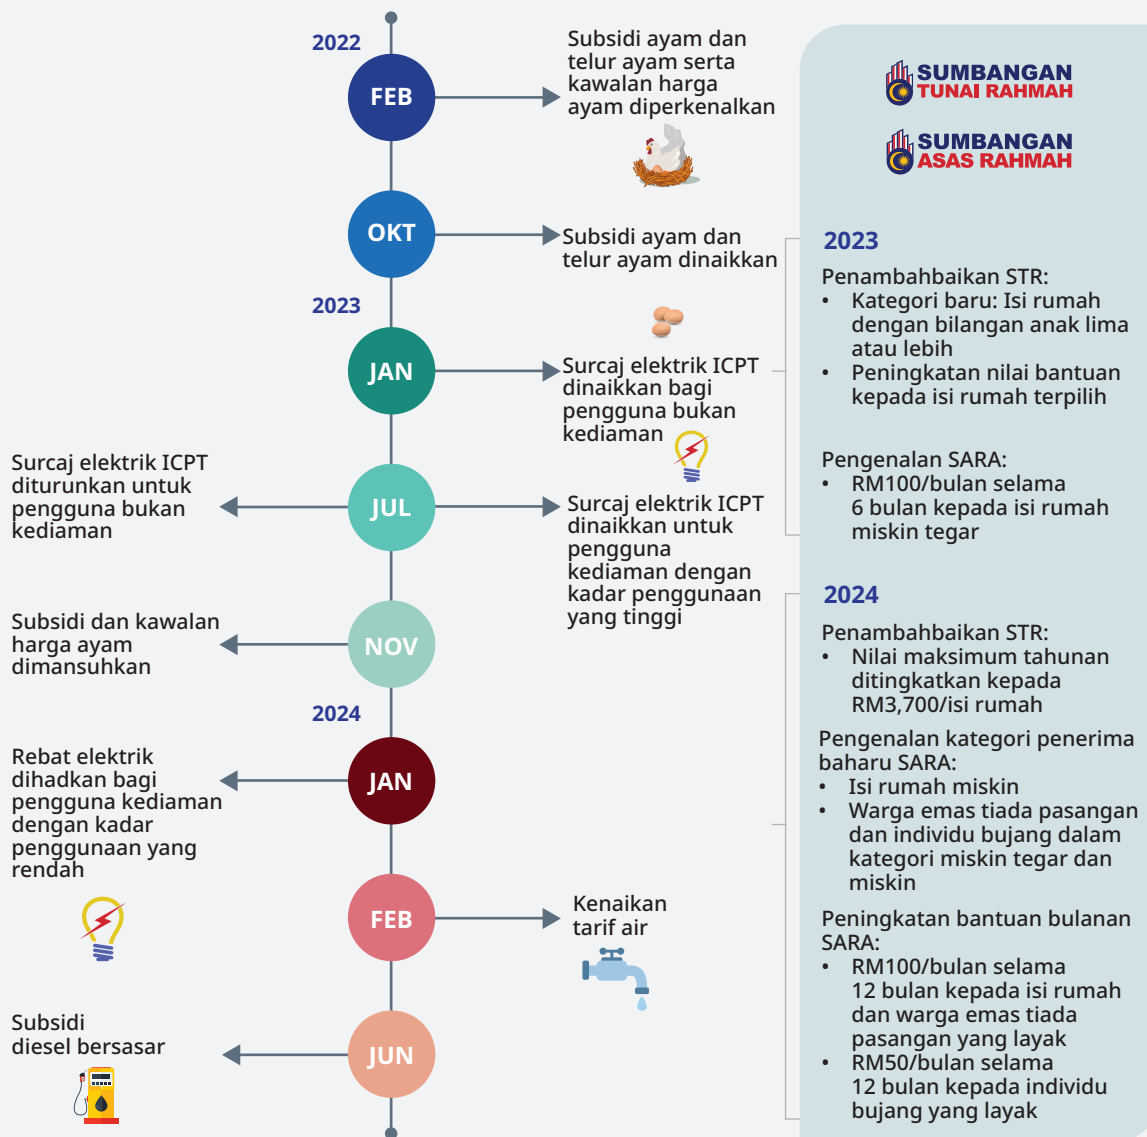 2022
FEB
Subsidi ayam dan
telur ayam serta
kawalan harga
ayam diperkenalkan
OKT
Subsidi ayam dan
telur ayam dinaikkan
2023
JAN
Surcaj elektrik ICPT
dinaikkan bagi
pengguna bukan
kediaman
Surcaj elektrik ICPT
diturunkan untuk
pengguna bukan
kediaman
JUL
Surcaj elektrik ICPT
dinaikkan untuk
pengguna
kediaman dengan
kadar penggunaan
yang tinggi
Subsidi dan kawalan
harga ayam
dimansuhkan
NOV
2024
Rebat elektrik
dihadkan bagi
pengguna kediaman
dengan kadar
penggunaan yang
rendah
JAN
FEB
Kenaikan
tarif air
Subsidi
diesel bersasar
JUN
SUMBANGAN
TUNAI RAHMAH
SUMBANGAN
ASAS RAHMAH
2023
Penambahbaikan STR:
• Kategori baru: Isi rumah
dengan bilangan anak lima
atau lebih
• Peningkatan nilai bantuan
kepada isi rumah terpilih
Pengenalan SARA:
• RM100/bulan selama
6 bulan kepada isi rumah
miskin tegar
2024
Penambahbaikan STR:
• Nilai maksimum tahunan
ditingkatkan kepada
RM3,700/isi rumah
Pengenalan kategori penerima
baharu SARA:
• Isi rumah miskin
• Warga emas tiada pasangan
dan individu bujang dalam
kategori miskin tegar dan
miskin
Peningkatan bantuan bulanan
SARA:
• RM100/bulan selama
12 bulan kepada isi rumah
dan warga emas tiada
pasangan yang layak
• RM50/bulan selama
12 bulan kepada individu
bujang yang layak